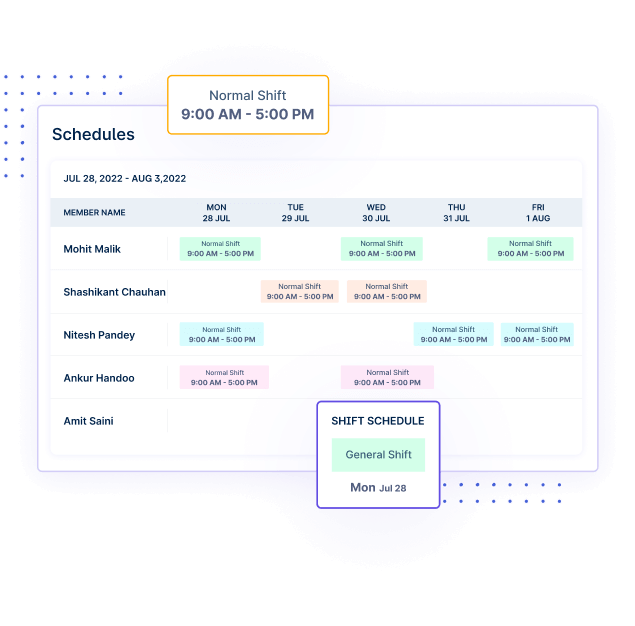 Normal Shift
9:00 AM - 5:00 PM
Schedules
JUL 28, 2022 - AUG 3,2022
MEMBER NAME
MON
28 JUL
TUE
29 JUL
WED
30 JUL
THU
31 JUL
FRI
1 AUG
Mohit Malik
Normal Shift
9:00 AM - 5:00 PM
Normal Shift
9:00 AM - 5:00 PM
Normal Shift
9:00 AM - 5:00 PM
Shashikant Chauhan
Normal Shift
9:00 AM - 5:00 PM
Normal Shift
9:00 AM - 5:00 PM
Nitesh Pandey
Normal Shift
9:00 AM - 5:00 PM
Normal Shift
9:00 AM - 5:00 PM
Normal Shift
9:00 AM - 5:00 PM
Ankur Handoo
Normal Shift
9:00 AM - 5:00 PM
Normal Shift
9:00 AM - 5:00 PM
Amit Saini
SHIFT SCHEDULE
General Shift
Mon Jul 28